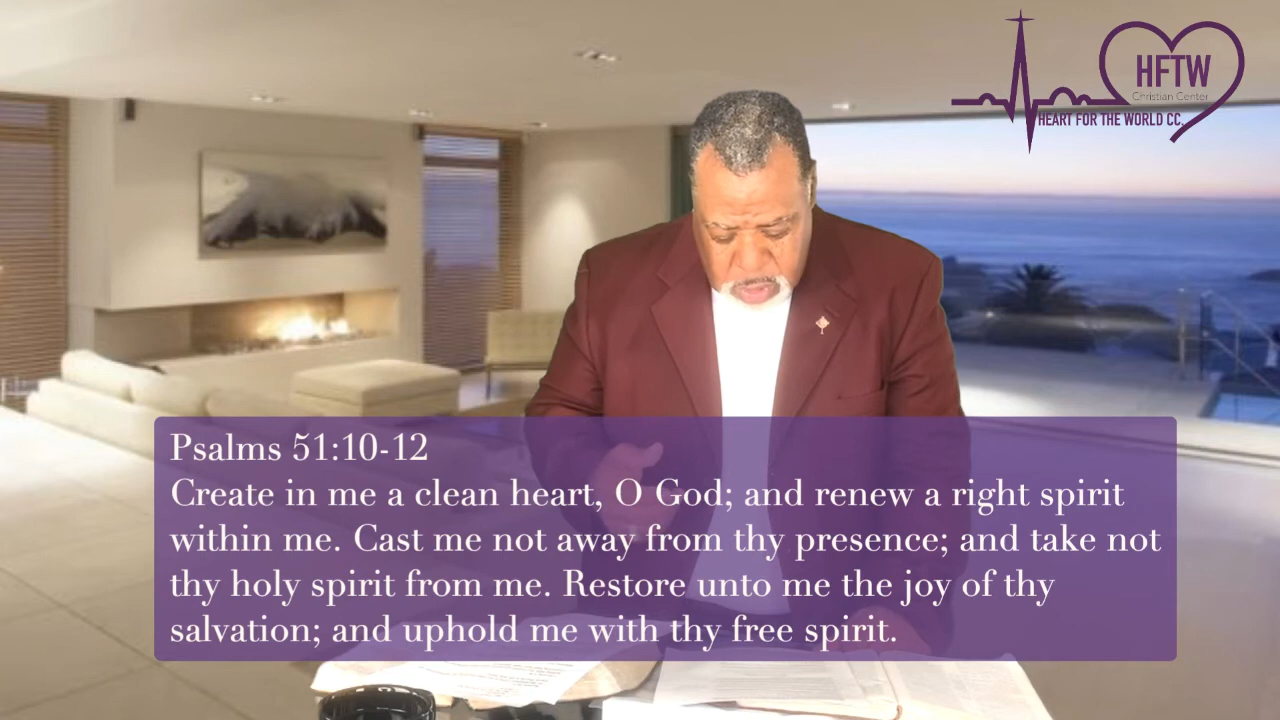 HFTW
Christian Center
HEART FOR THE WORLD CC.
Psalms 51:10-12
Create in me a clean heart, O God; and renew a right spirit
within me. Cast me not away from thy presence; and take not
thy holy spirit from me. Restore unto me the joy of thy
salvation; and uphold me with thy free spirit.